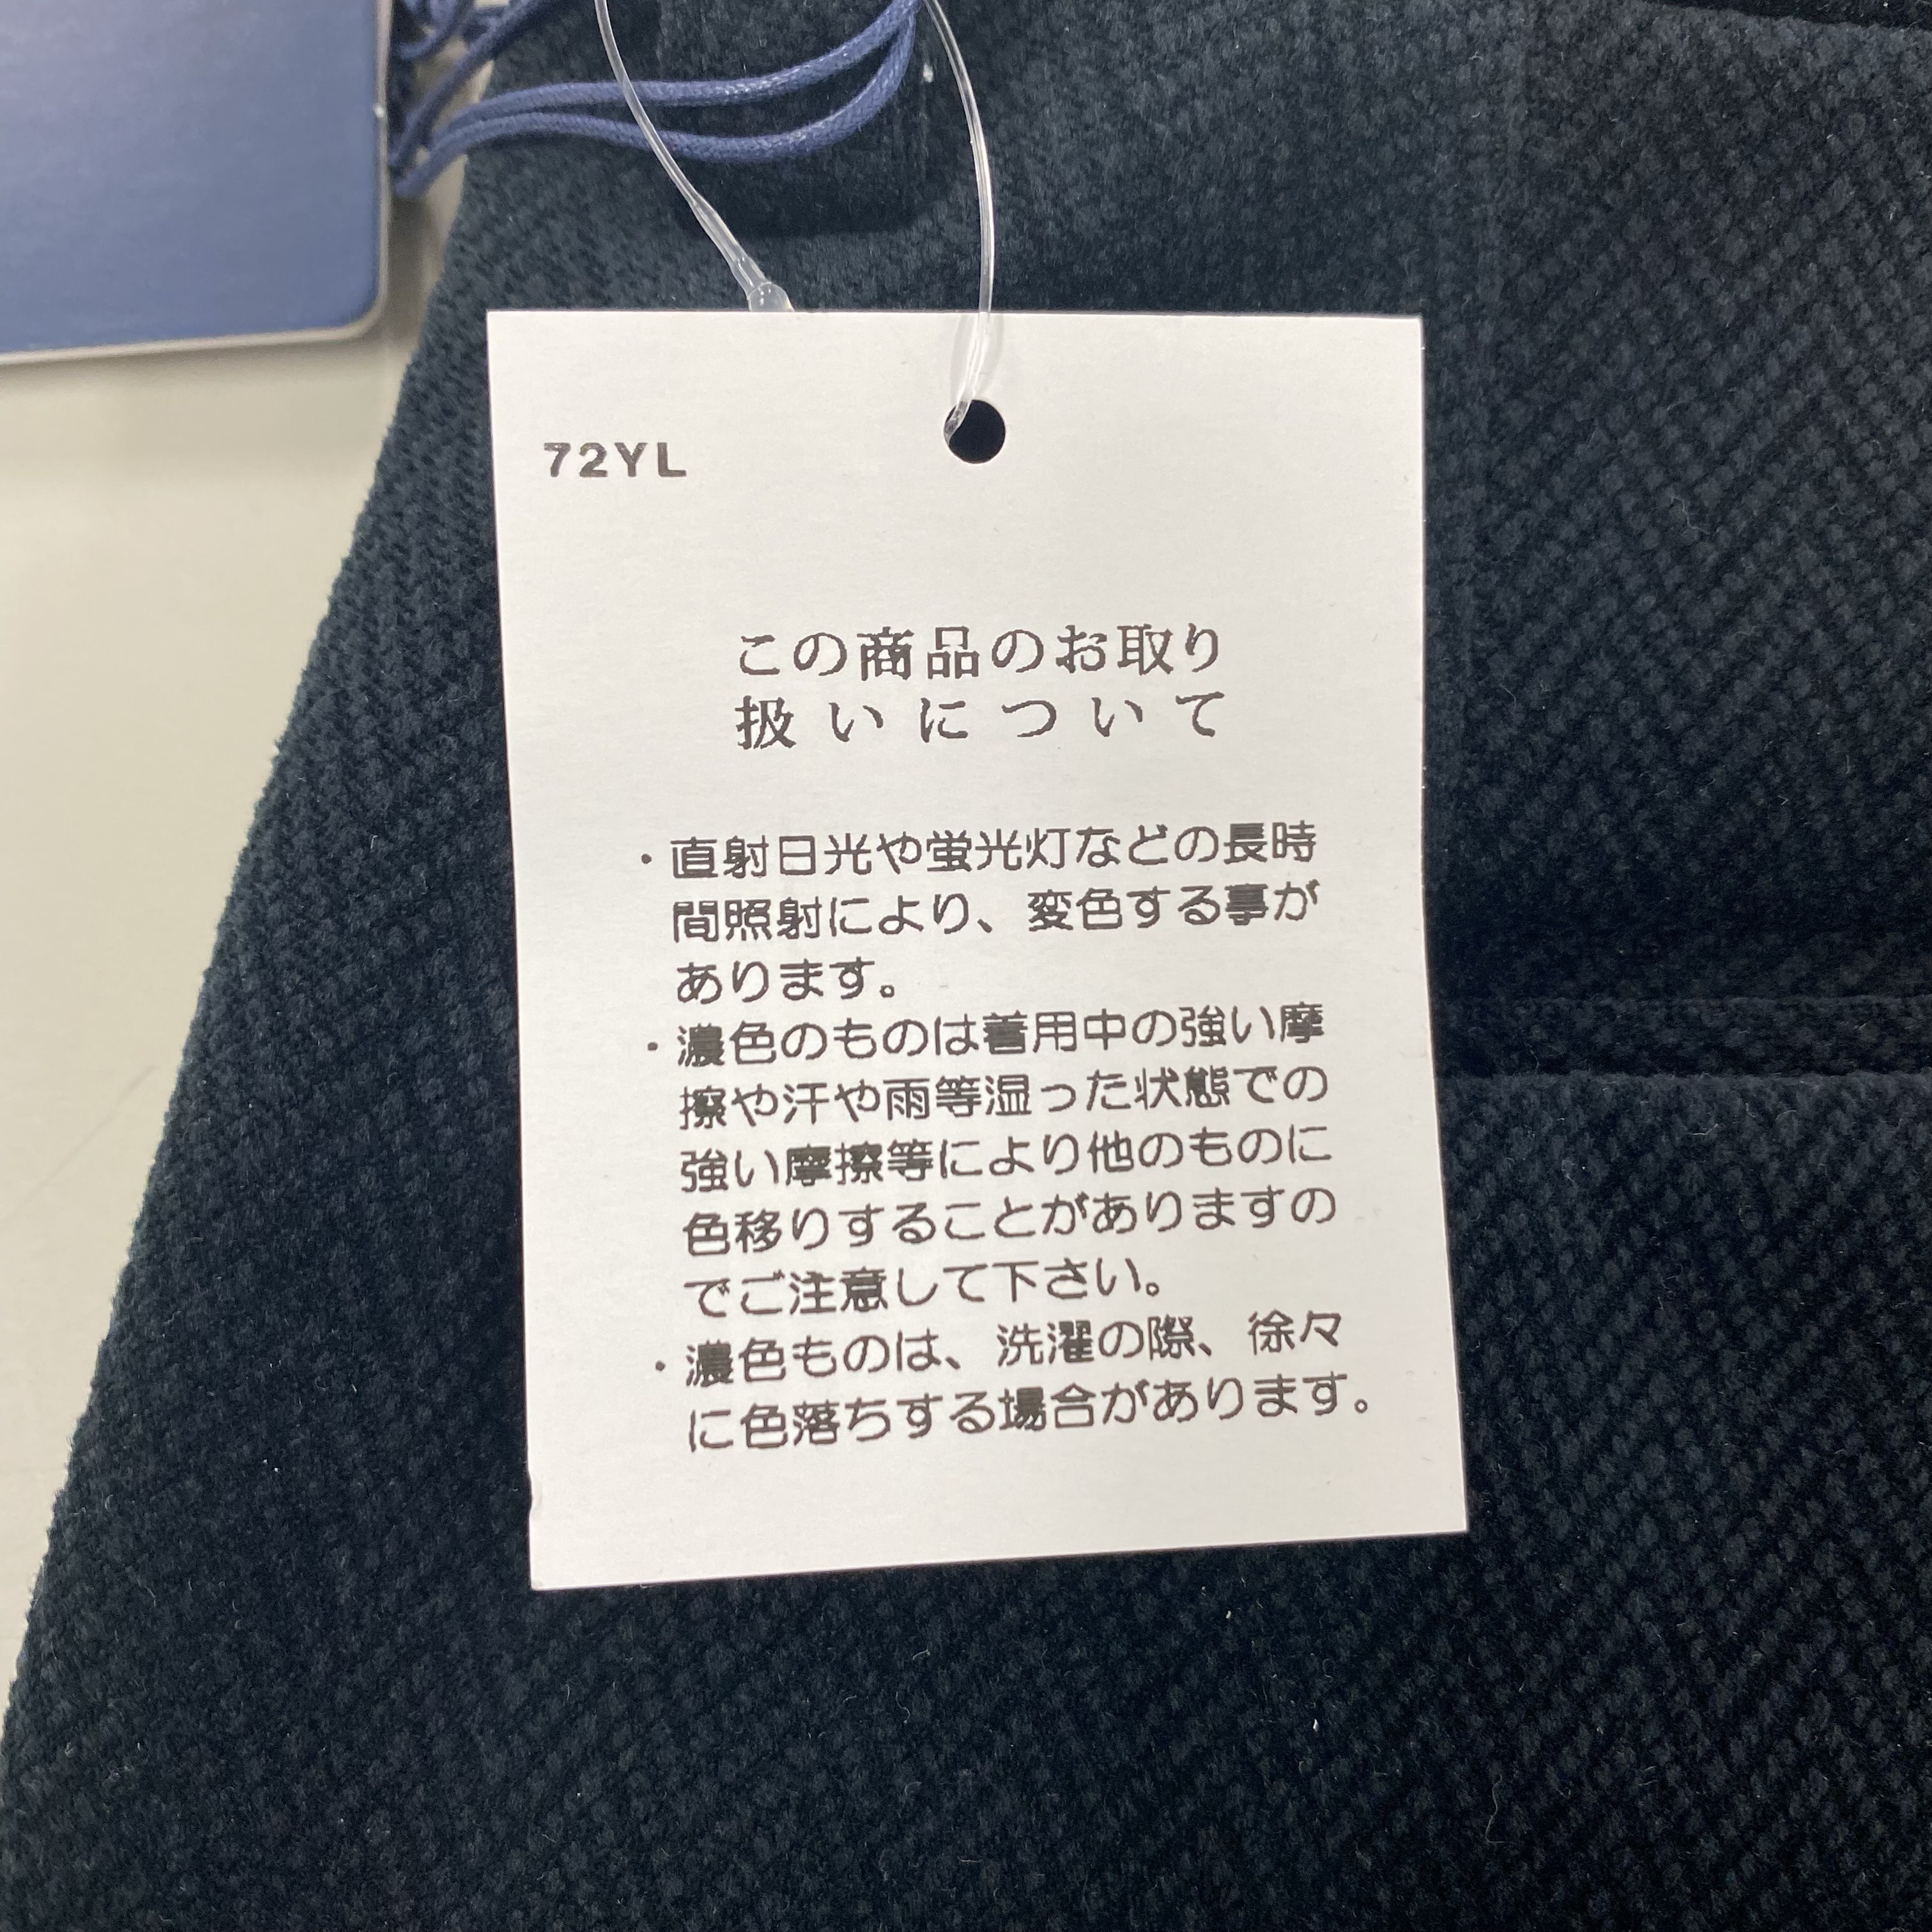 72YL
この商品のお取り
扱いについて
・直射日光や蛍光灯などの長時
間照射により、変色する事が
あります。
・濃色のものは着用中の強い摩
擦や汗や雨等湿った状態での
強い摩擦等により他のものに
色移りすることがありますの
でご注意して下さい。
・濃色ものは、洗濯の際、徐々
に色落ちする場合があります。